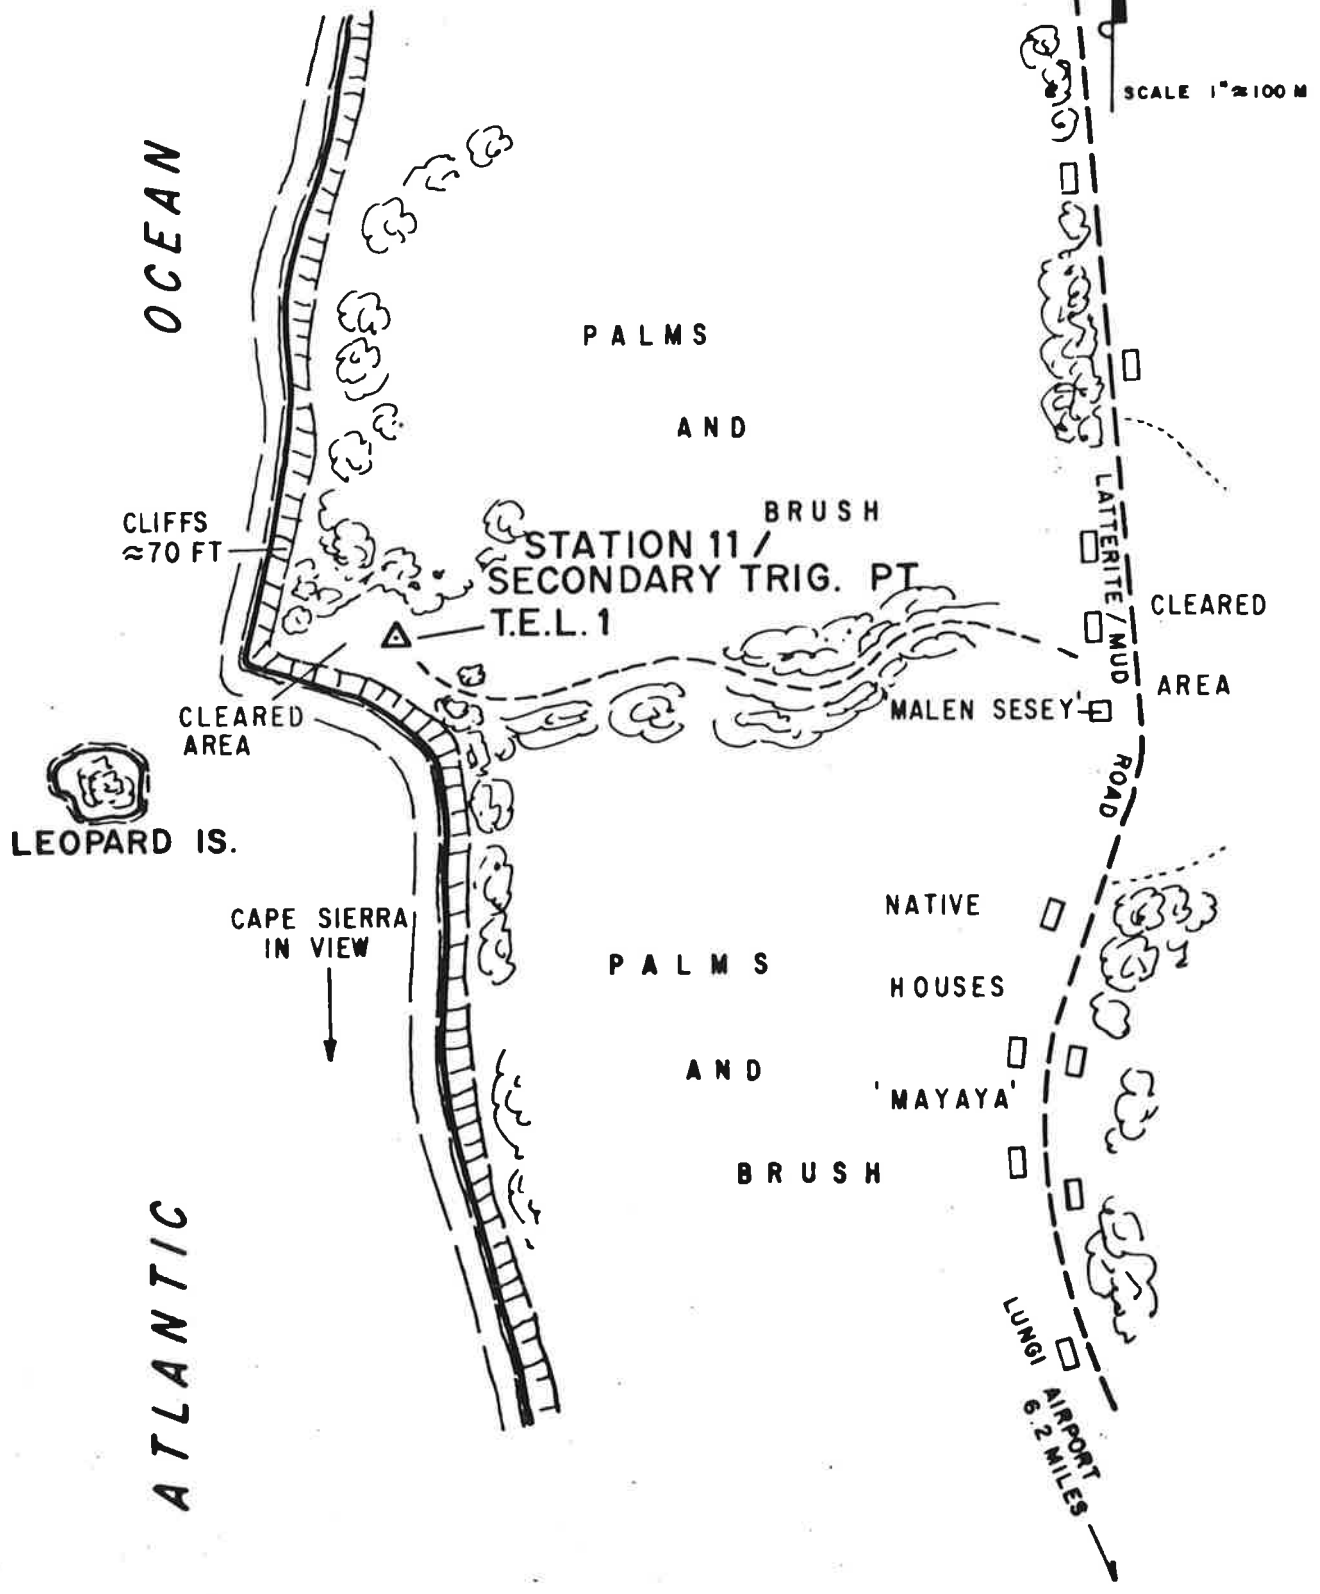 SCALE 1"≈100 M
OCEAN
PALMS
AND
BRUSH
CLIFFS
≈70 FT
STATION 11/
SECONDARY TRIG. PT
T.E.L. 1
LATTERITE/MUD ROAD
CLEARED
AREA
'MALEN SESEY'
CLEARED
AREA
LEOPARD IS.
CAPE SIERRA
IN VIEW
NATIVE
HOUSES
PALMS
AND
BRUSH
'MAYAYA'
ATLANTIC
LUNGI AIRPORT
6.2 MILES